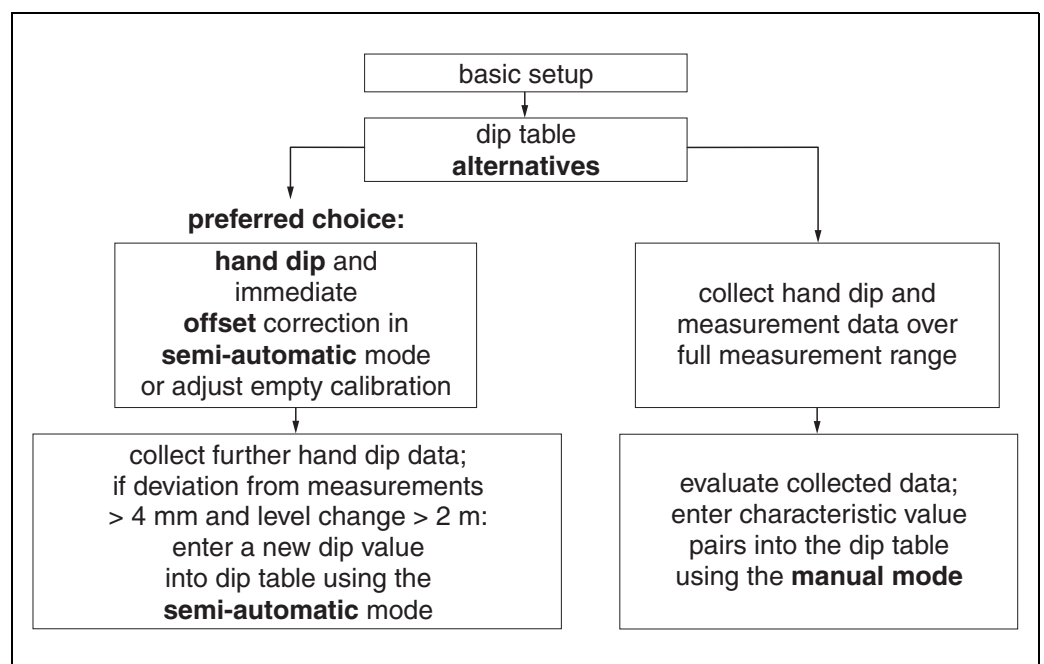 basic setup
dip table
alternatives
preferred choice:
hand dip and
immediate
offset correction in
semi-automatic mode
or adjust empty calibration
collect further hand dip data;
if deviation from measurements
> 4 mm and level change > 2 m:
enter a new dip value
into dip table using the
semi-automatic mode
collect hand dip and
measurement data over
full measurement range
evaluate collected data;
enter characteristic value
pairs into the dip table
using the manual mode